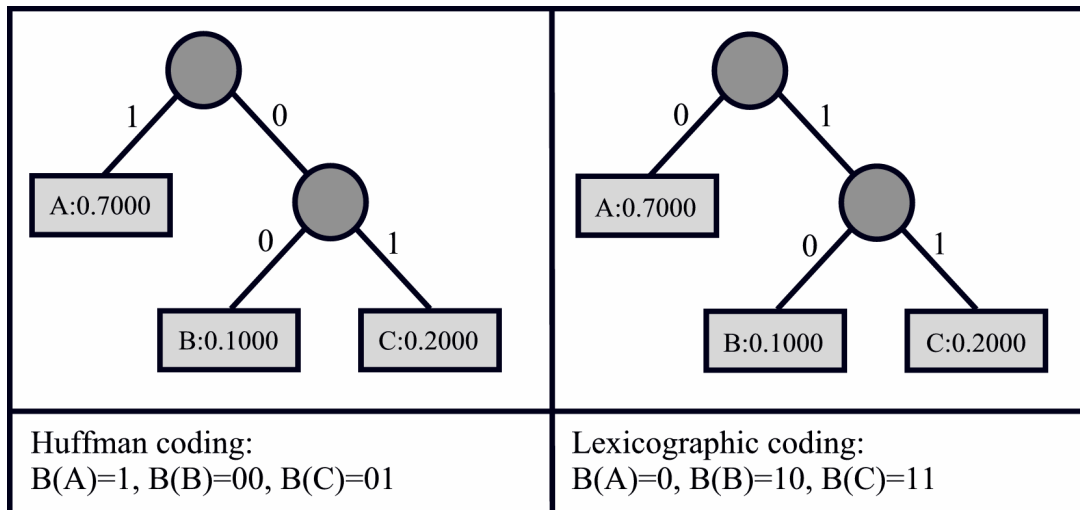 1
0
A:0.7000
0
1
B:0.1000
C:0.2000
Huffman coding:
B(A)=1, B(B)=00, B(C)=01
0
1
A:0.7000
0
1
B:0.1000
C:0.2000
Lexicographic coding:
B(A)=0, B(B)=10, B(C)=11